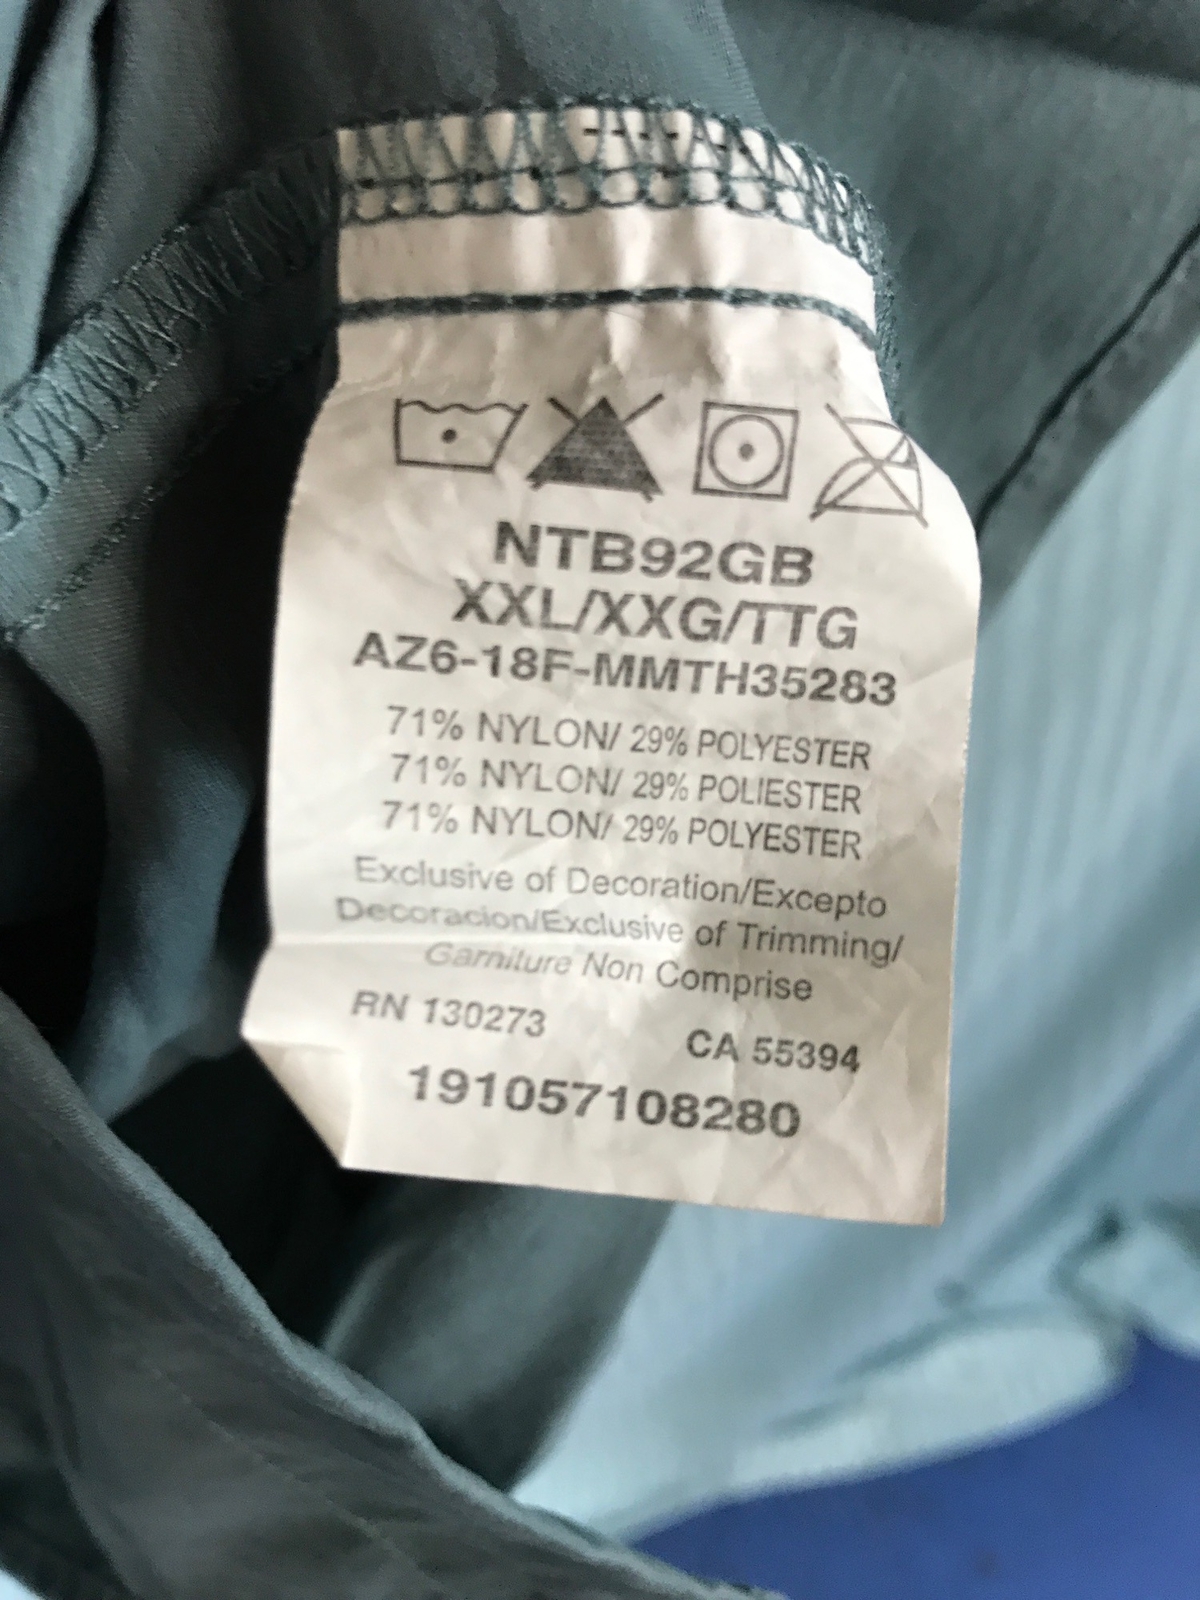 NTB92GB
XXL/XXG/TTG
AZ6-18F-MMTH35283
71% NYLON/ 29% POLYESTER
71% NYLON/ 29% POLIESTER
71% NYLON/ 29% POLYESTER
Exclusive of Decoration/Excepto
Decoracion/Exclusive of Trimming/
Garniture Non Comprise
RN 130273 CA 55394
191057108280